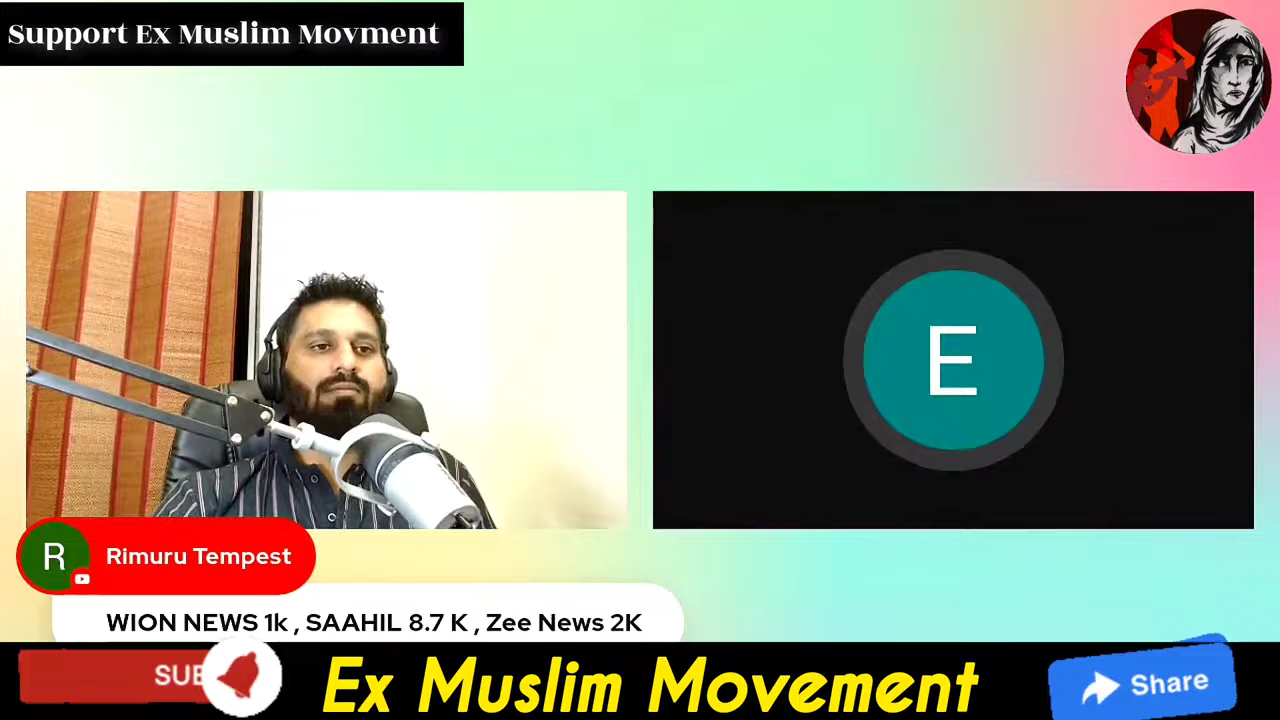 Support Ex Muslim Movment
E
R
Rimuru Tempest
WION NEWS 1k , SAAHIL 8.7 K , Zee News 2K
SUB
Ex Muslim Movement
Share